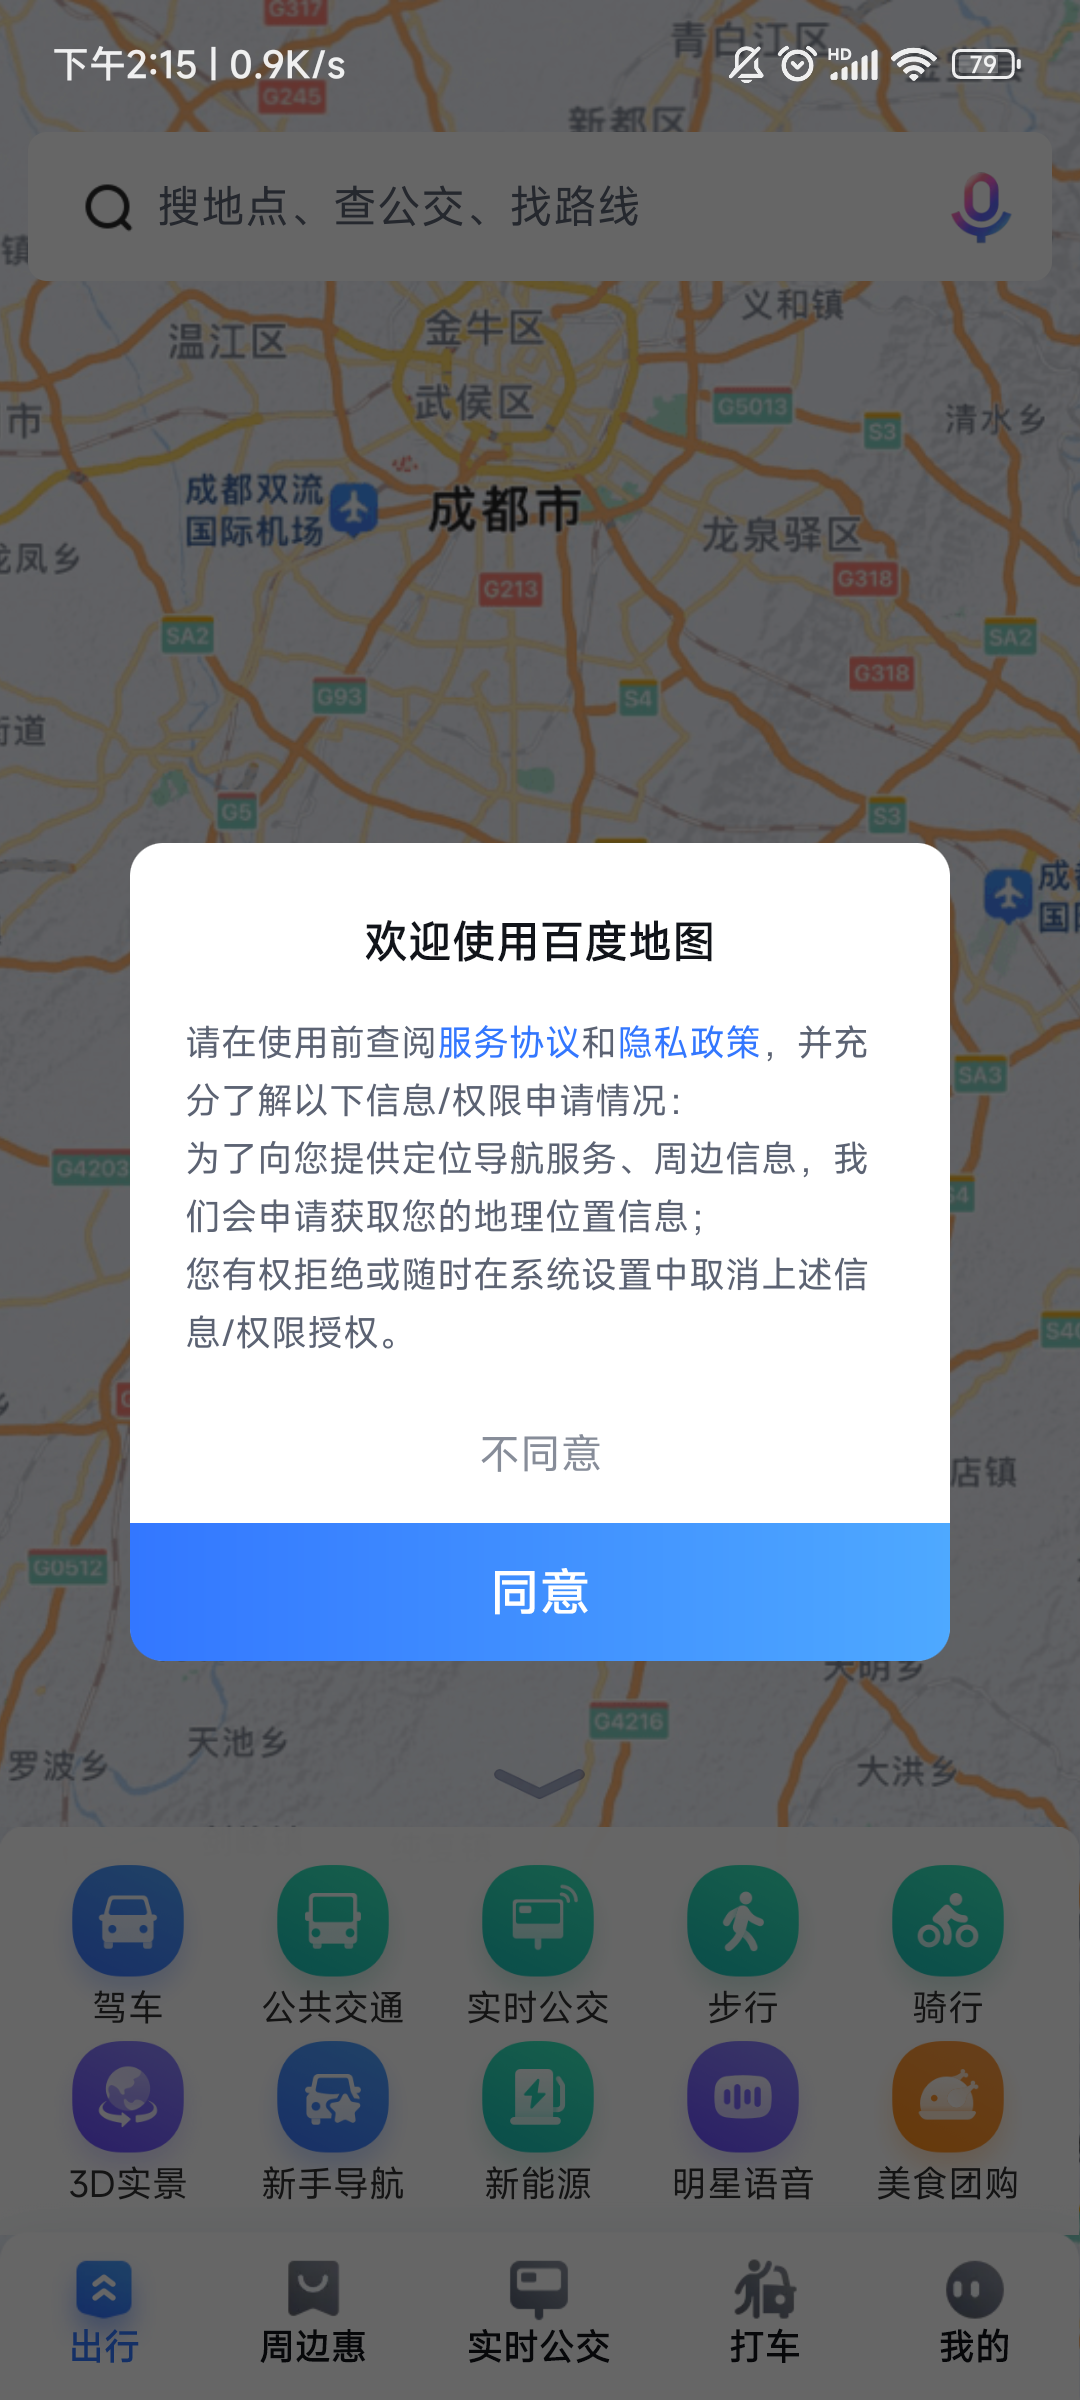 G317
青白江区
下午2:15 | 0.9K/s
HD
79
G245
新都区
搜地点、查公交、找路线
镇
温江区
金牛区
义和镇
武侯区
G5013
S3
清水乡
市
成都双流
国际机场
成都市
龙泉驿区
龙凤乡
G213
G318
SA2
SA2
G318
G93
S4
街道
G5
S3
成都
国际
欢迎使用百度地图
请在使用前查阅服务协议和隐私政策，并充
分了解以下信息/权限申请情况：
为了向您提供定位导航服务、周边信息，我
们会申请获取您的地理位置信息；
您有权拒绝或随时在系统设置中取消上述信
息/权限授权。
SA3
G4203
S4
不同意
店镇
G0512
同意
天明乡
G4216
天池乡
罗波乡
大洪乡
驾车
公共交通
实时公交
步行
骑行
3D实景
新手导航
新能源
明星语音
美食团购
出行
周边惠
实时公交
打车
我的